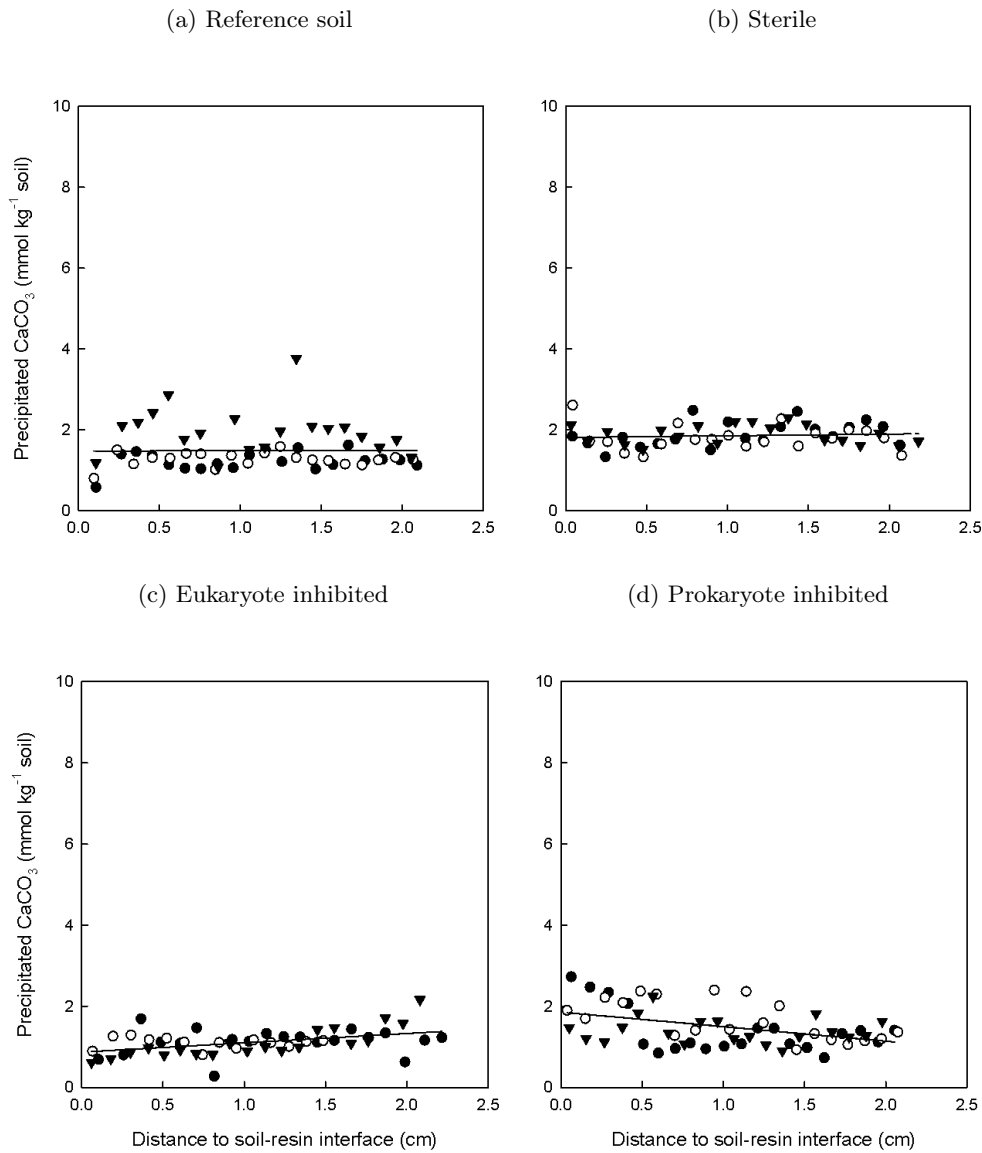 (a) Reference soil
(b) Sterile
Precipitated CaCO₃ (mmol kg⁻¹ soil)
10
8
6
4
2
0
0.0 0.5 1.0 1.5 2.0 2.5
10
8
6
4
2
0
0.0 0.5 1.0 1.5 2.0 2.5
(c) Eukaryote inhibited
(d) Prokaryote inhibited
Precipitated CaCO₃ (mmol kg⁻¹ soil)
10
8
6
4
2
0
0.0 0.5 1.0 1.5 2.0 2.5
Distance to soil-resin interface (cm)
10
8
6
4
2
0
0.0 0.5 1.0 1.5 2.0 2.5
Distance to soil-resin interface (cm)